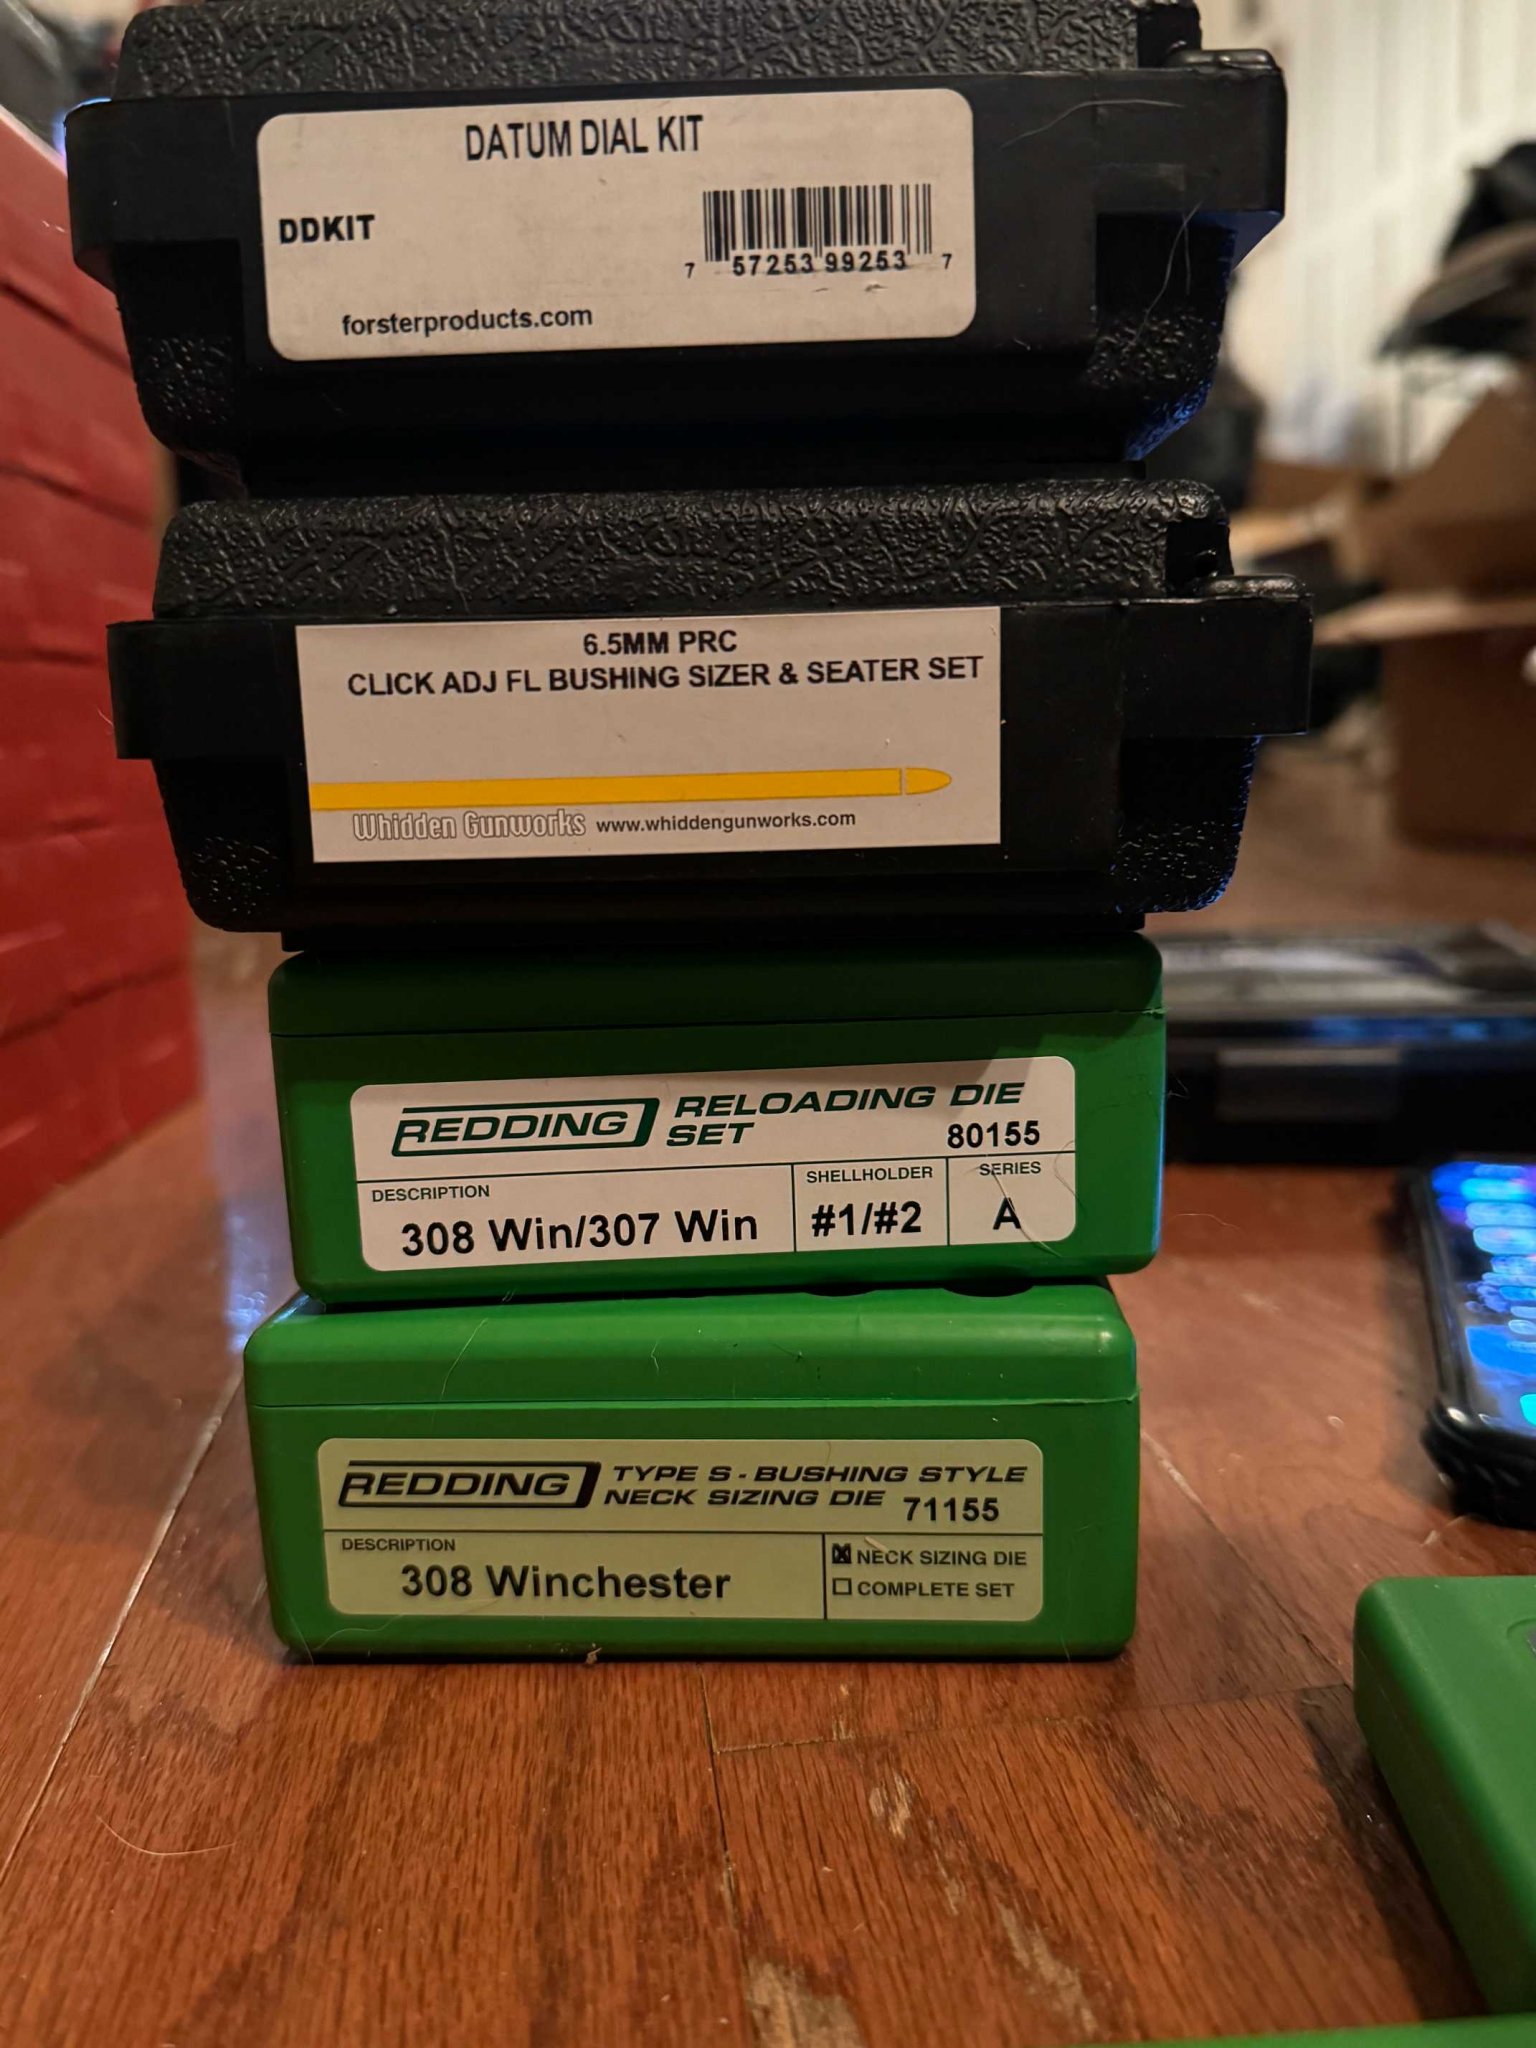 DATUM DIAL KIT
DDKIT
7 57253 99253 7
forsterproducts.com
6.5MM PRC
CLICK ADJ FL BUSHING SIZER & SEATER SET
Whidden Gunworks www.whiddengunworks.com
REDDING RELOADING DIE
SET 80155
DESCRIPTION SHELLHOLDER SERIES
308 Win/307 Win #1/#2 A
REDDING TYPE S - BUSHING STYLE
NECK SIZING DIE 71155
DESCRIPTION
308 Winchester
NECK SIZING DIE
COMPLETE SET